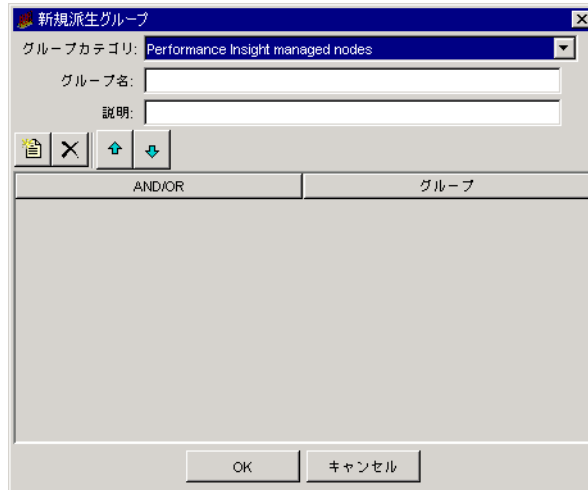 新規派生グループ
グループカテゴリ: Performance Insight managed nodes
グループ名:
説明:
AND/OR グループ
OK キャンセル